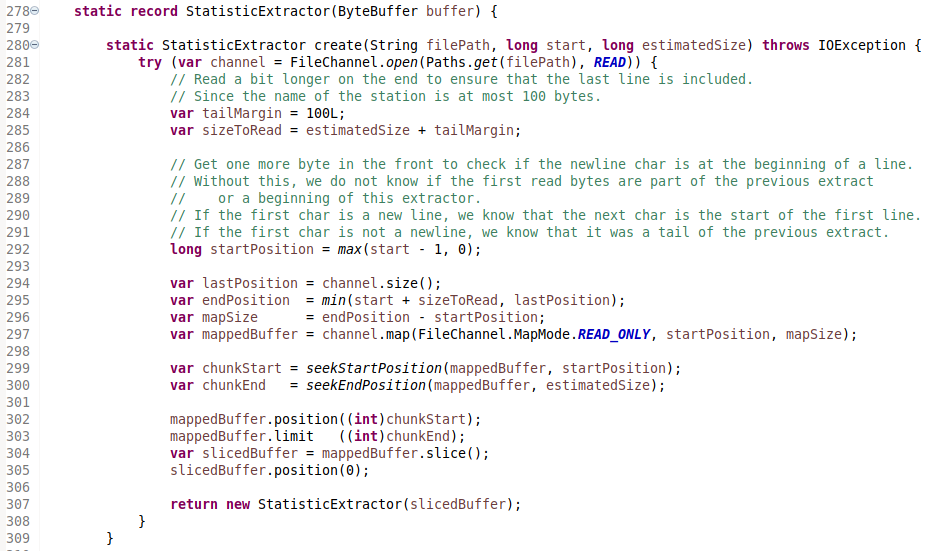 278 static record StatisticExtractor(ByteBuffer buffer) {
279
280 static StatisticExtractor create(String filePath, long start, long estimatedSize) throws IOException {
281 try (var channel = FileChannel.open(Paths.get(filePath), READ)) {
282 // Read a bit longer on the end to ensure that the last line is included.
283 // Since the name of the station is at most 100 bytes.
284 var tailMargin = 100L;
285 var sizeToRead = estimatedSize + tailMargin;
286
287 // Get one more byte in the front to check if the newline char is at the beginning of a line.
288 // Without this, we do not know if the first read bytes are part of the previous extract
289 //    or a beginning of this extractor.
290 // If the first char is a new line, we know that the next char is the start of the first line.
291 // If the first char is not a newline, we know that it was a tail of the previous extract.
292 long startPosition = max(start - 1, 0);
293
294 var lastPosition = channel.size();
295 var endPosition  = min(start + sizeToRead, lastPosition);
296 var mapSize      = endPosition - startPosition;
297 var mappedBuffer = channel.map(FileChannel.MapMode.READ_ONLY, startPosition, mapSize);
298
299 var chunkStart = seekStartPosition(mappedBuffer, startPosition);
300 var chunkEnd   = seekEndPosition(mappedBuffer, estimatedSize);
301
302 mappedBuffer.position((int)chunkStart);
303 mappedBuffer.limit   ((int)chunkEnd);
304 var slicedBuffer = mappedBuffer.slice();
305 slicedBuffer.position(0);
306
307 return new StatisticExtractor(slicedBuffer);
308 }
309 }